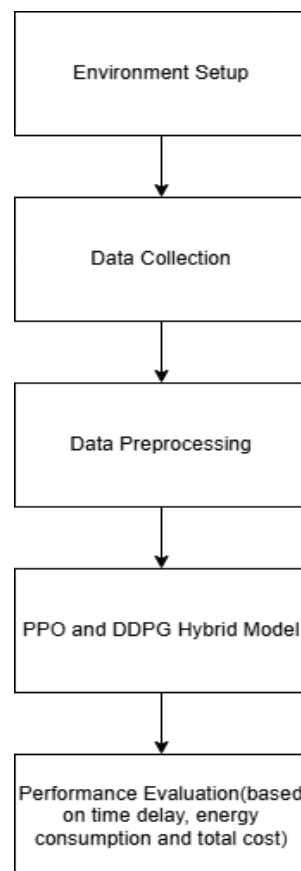 Environment Setup
Data Collection
Data Preprocessing
PPO and DDPG Hybrid Model
Performance Evaluation(based
on time delay, energy
consumption and total cost)